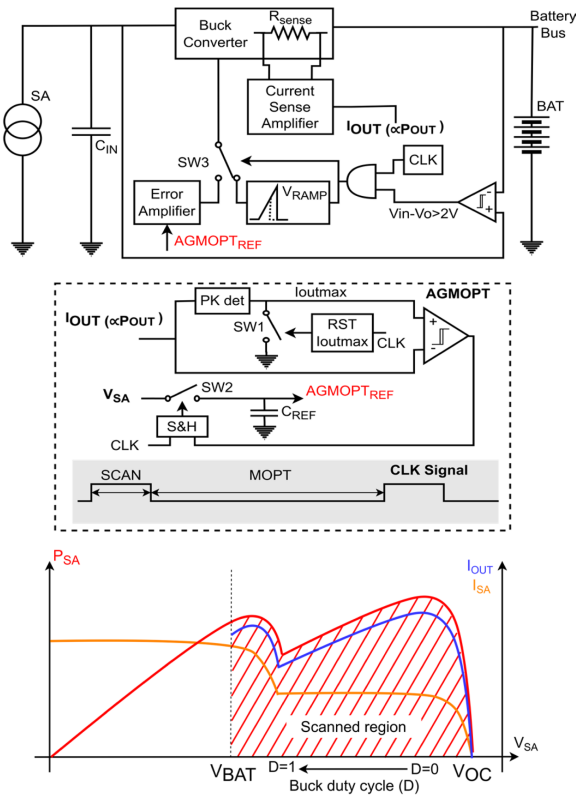 Battery
Bus
Buck
Converter
Rsense
SA
CIN
Current
Sense
Amplifier
IOUT (∝POUT )
BAT
SW3
CLK
Error
Amplifier
VRAMP
Vin-Vo>2V
-
+
AGMOPTREF
PK det
Ioutmax
AGMOPT
IOUT (∝POUT )
SW1
RST
Ioutmax
CLK
+
-
VSA
SW2
AGMOPTREF
S&H
CREF
CLK
SCAN
MOPT
CLK Signal
PSA
IOUT
ISA
Scanned region
VSA
VBAT
D=1
D=0
VOC
Buck duty cycle (D)